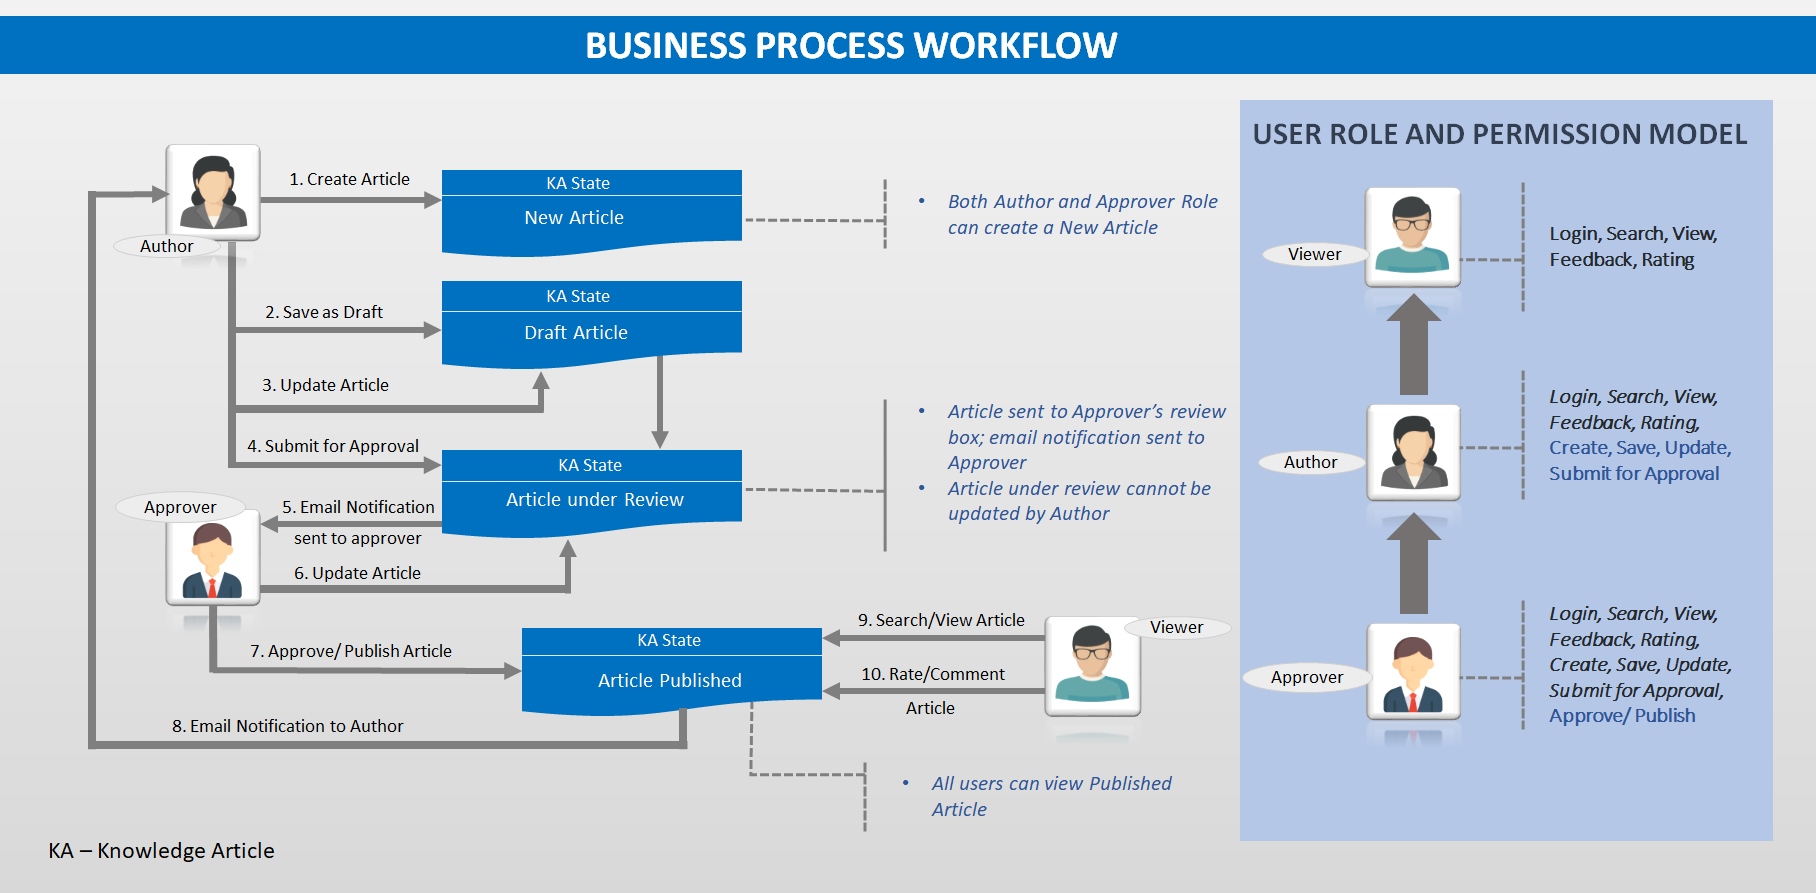 BUSINESS PROCESS WORKFLOW
Author
1. Create Article
KA State
New Article
• Both Author and Approver Role
can create a New Article
2. Save as Draft
KA State
Draft Article
3. Update Article
4. Submit for Approval
KA State
Article under Review
• Article sent to Approver’s review
box; email notification sent to
Approver
• Article under review cannot be
updated by Author
Approver
5. Email Notification
sent to approver
6. Update Article
7. Approve/ Publish Article
KA State
Article Published
9. Search/View Article
10. Rate/Comment
Article
Viewer
8. Email Notification to Author
• All users can view Published
Article
KA – Knowledge Article
USER ROLE AND PERMISSION MODEL
Viewer
Login, Search, View,
Feedback, Rating
Author
Login, Search, View,
Feedback, Rating,
Create, Save, Update,
Submit for Approval
Approver
Login, Search, View,
Feedback, Rating,
Create, Save, Update,
Submit for Approval,
Approve/ Publish